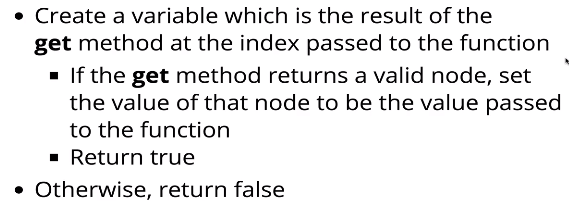 • Create a variable which is the result of the
get method at the index passed to the function
▪ If the get method returns a valid node, set
the value of that node to be the value passed
to the function
▪ Return true
• Otherwise, return false